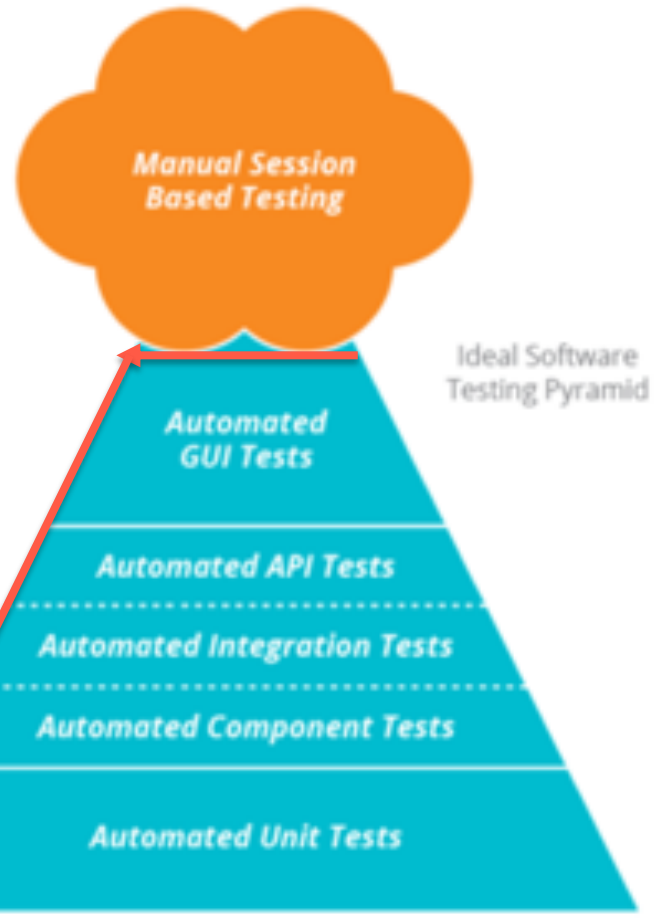 Manual Session
Based Testing
Ideal Software
Testing Pyramid
Automated
GUI Tests
Automated API Tests
Automated Integration Tests
Automated Component Tests
Automated Unit Tests